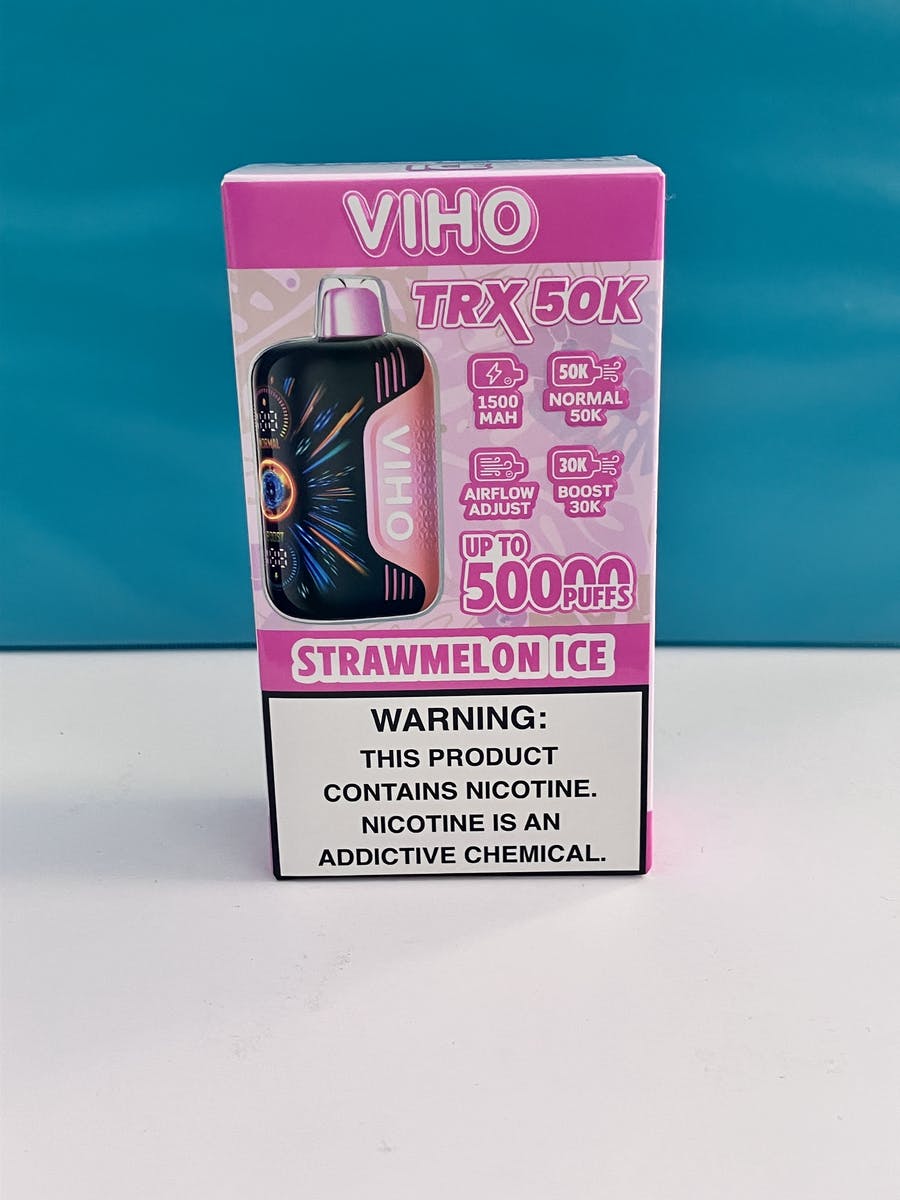 VIHO
TRX 50K
1500
MAH
50K
NORMAL
50K
AIRFLOW
ADJUST
30K
BOOST
30K
VIHO
UP TO
50000
PUFFS
STRAWMELON ICE
WARNING:
THIS PRODUCT
CONTAINS NICOTINE.
NICOTINE IS AN
ADDICTIVE CHEMICAL.